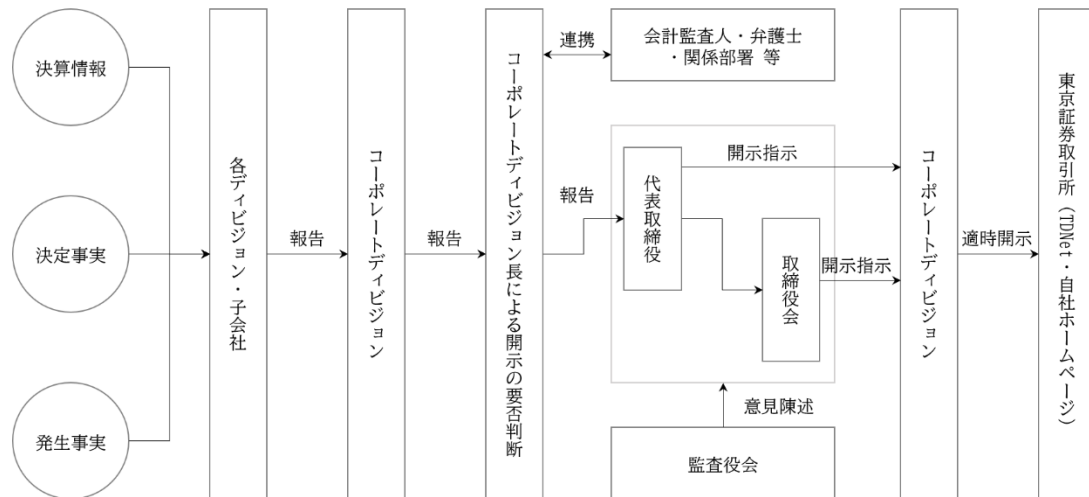 決算情報
決定事実
発生事実
各ディビジョン・子会社
報告
コーポレートディビジョン
報告
コーポレートディビジョン長による開示の要否判断
連携
会計監査人・弁護士
・関係部署 等
報告
代表取締役
開示指示
取締役会
開示指示
意見陳述
監査役会
コーポレートディビジョン
適時開示
東京証券取引所（TDNet・自社ホームページ）